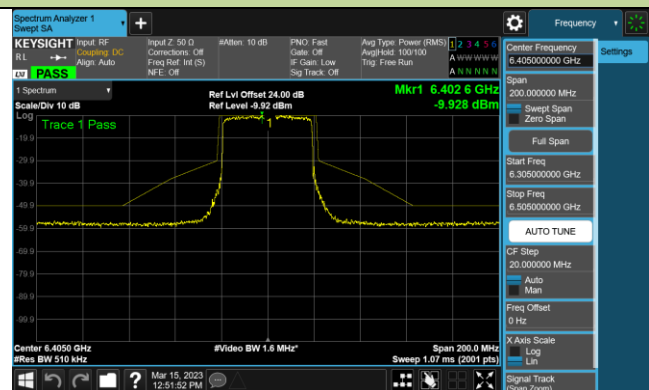 Spectrum Analyzer 1
Swept SA
Frequency
KEYSIGHT
RL
LW
PASS
Input: RF
Coupling: DC
Align: Auto
Input Z: 50 Ω
Corrections: Off
Freq Ref: Int (S)
NFE: Off
#Atten: 10 dB
PNO: Fast
Gate: Off
IF Gain: Low
Sig Track: Off
Avg Type: Power (RMS)
Avg|Hold: 100/100
Trig: Free Run
1 2 3 4 5 6
A W W W W W
A N N N N N
1 Spectrum
Scale/Div 10 dB
Ref Lvl Offset 24.00 dB
Ref Level -9.92 dBm
Mkr1 6.402 6 GHz
-9.928 dBm
Log
Trace 1 Pass
1
-19.9
-29.9
-39.9
-49.9
-59.9
-69.9
-79.9
-89.9
-99.9
Center 6.4050 GHz
#Res BW 510 kHz
#Video BW 1.6 MHz*
Span 200.0 MHz
Sweep 1.07 ms (2001 pts)
Mar 15, 2023
12:51:52 PM
?
Center Frequency
6.405000000 GHz
Settings
Span
200.000000 MHz
Swept Span
Zero Span
Full Span
Start Freq
6.305000000 GHz
Stop Freq
6.505000000 GHz
AUTO TUNE
CF Step
20.000000 MHz
Auto
Man
Freq Offset
0 Hz
X Axis Scale
Log
Lin
Signal Track
(Span Zoom)